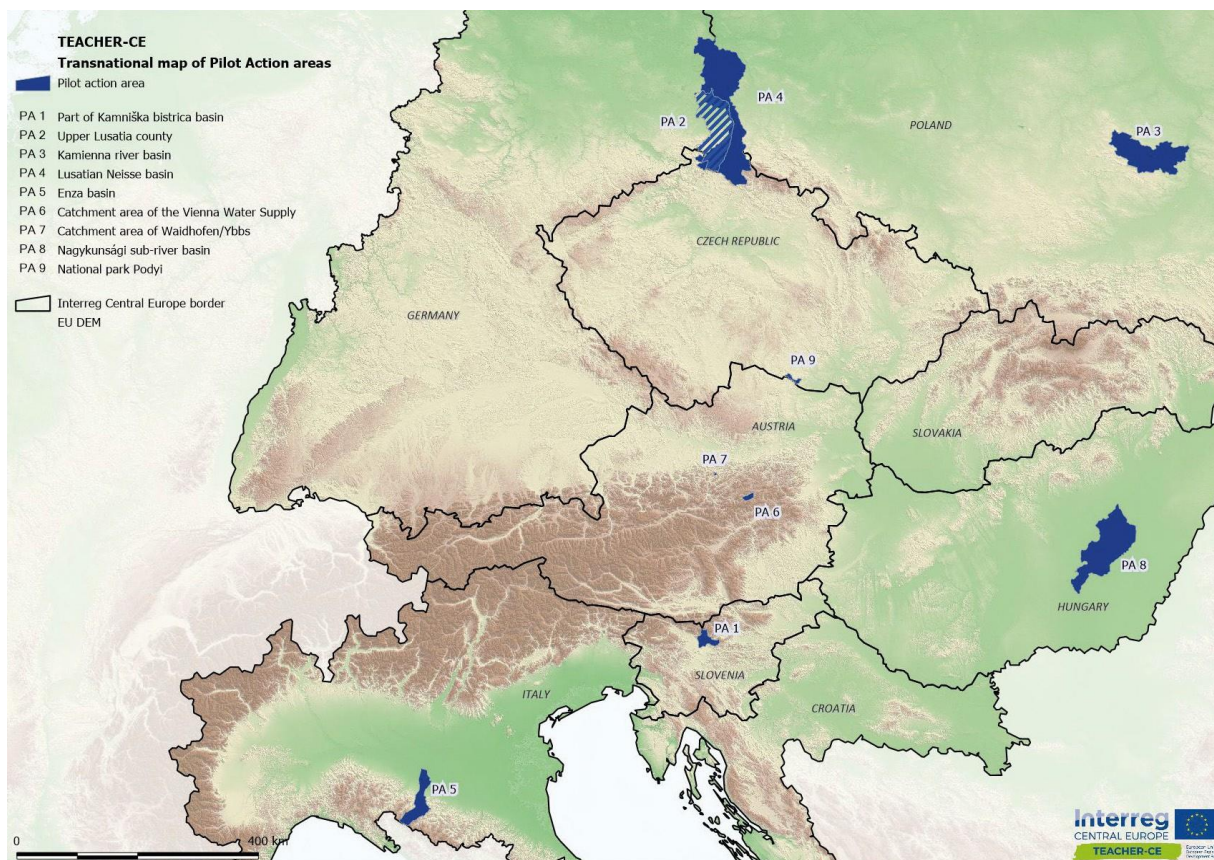 TEACHER-CE
Transnational map of Pilot Action areas
Pilot action area
PA 1 Part of Kamniška bistrica basin
PA 2 Upper Lusatia county
PA 3 Kamienna river basin
PA 4 Lusatian Neisse basin
PA 5 Enza basin
PA 6 Catchment area of the Vienna Water Supply
PA 7 Catchment area of Waidhofen/Ybbs
PA 8 Nagykunsági sub-river basin
PA 9 National park Podyi
Interreg Central Europe border
EU DEM
PA 4
PA 2
POLAND
PA 3
CZECH REPUBLIC
GERMANY
PA 9
AUSTRIA
SLOVAKIA
PA 7
PA 6
PA 8
HUNGARY
PA 1
SLOVENIA
ITALY
CROATIA
PA 5
0
400 km
Interreg
CENTRAL EUROPE
TEACHER-CE